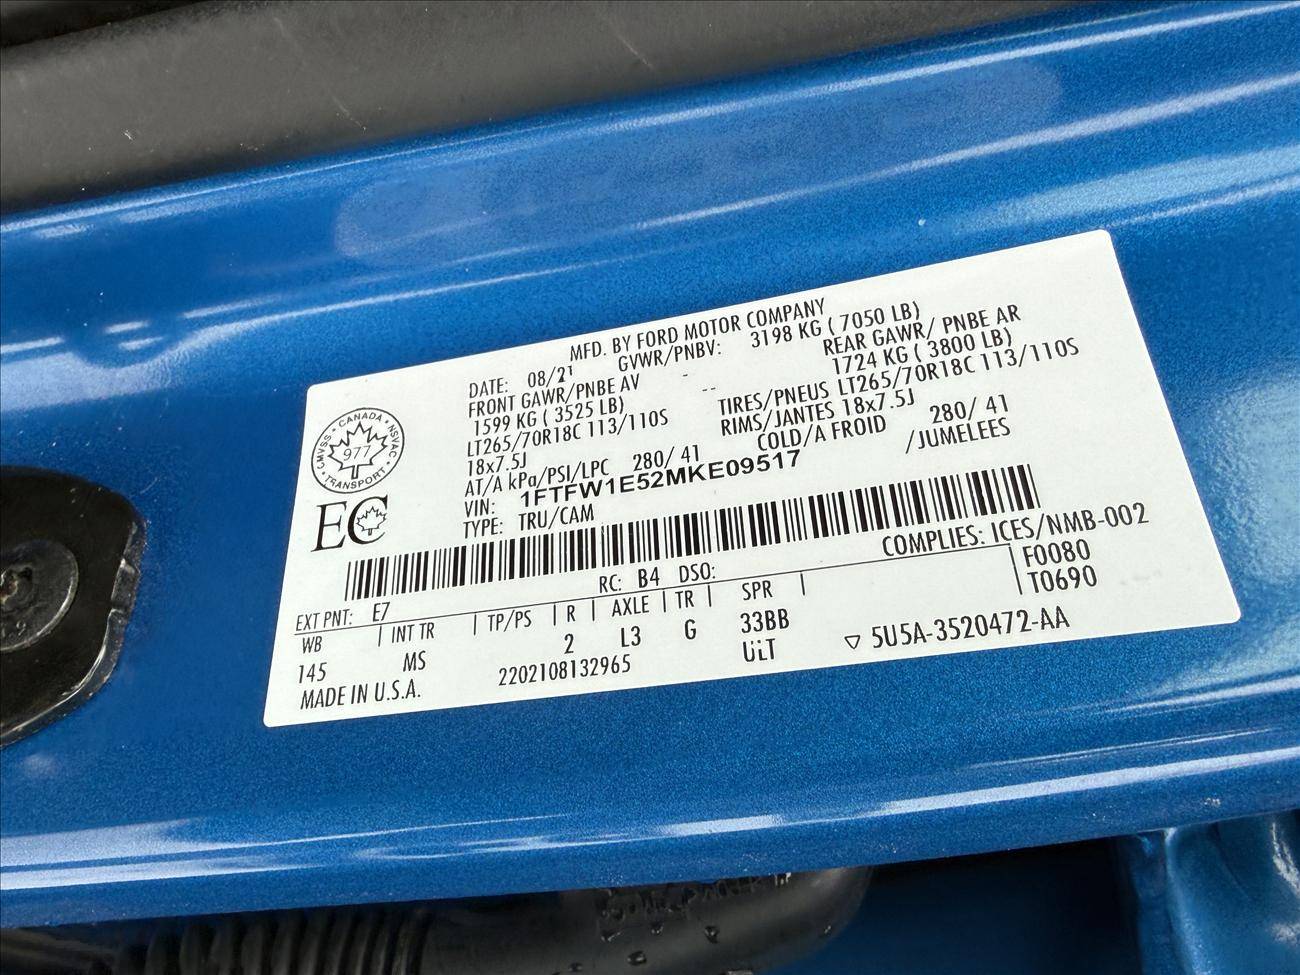 MFD. BY FORD MOTOR COMPANY
DATE: 08/21 GVWR/PNBV: 3198 KG ( 7050 LB)
FRONT GAWR/PNBE AV - REAR GAWR/ PNBE AR
1599 KG ( 3525 LB) -- 1724 KG ( 3800 LB)
LT265/70R18C 113/110S TIRES/PNEUS LT265/70R18C 113/110S
18x7.5J RIMS/JANTES 18x7.5J
AT/A kPa/PSI/LPC 280/ 41 COLD/A FROID 280/ 41
VIN: 1FTFW1E52MKE09517 /JUMELEES
TYPE: TRU/CAM
CMVSS • CANADA • NSVAC • TRANSPORT •
977
EC
COMPLIES: ICES/NMB-002
EXT PNT: E7 RC: B4 DSO: F0080
WB INT TR TP/PS R AXLE TR SPR T0690
145 MS 2 L3 G 33BB
MADE IN U.S.A. 2202108132965 ULT ▽ 5U5A-3520472-AA